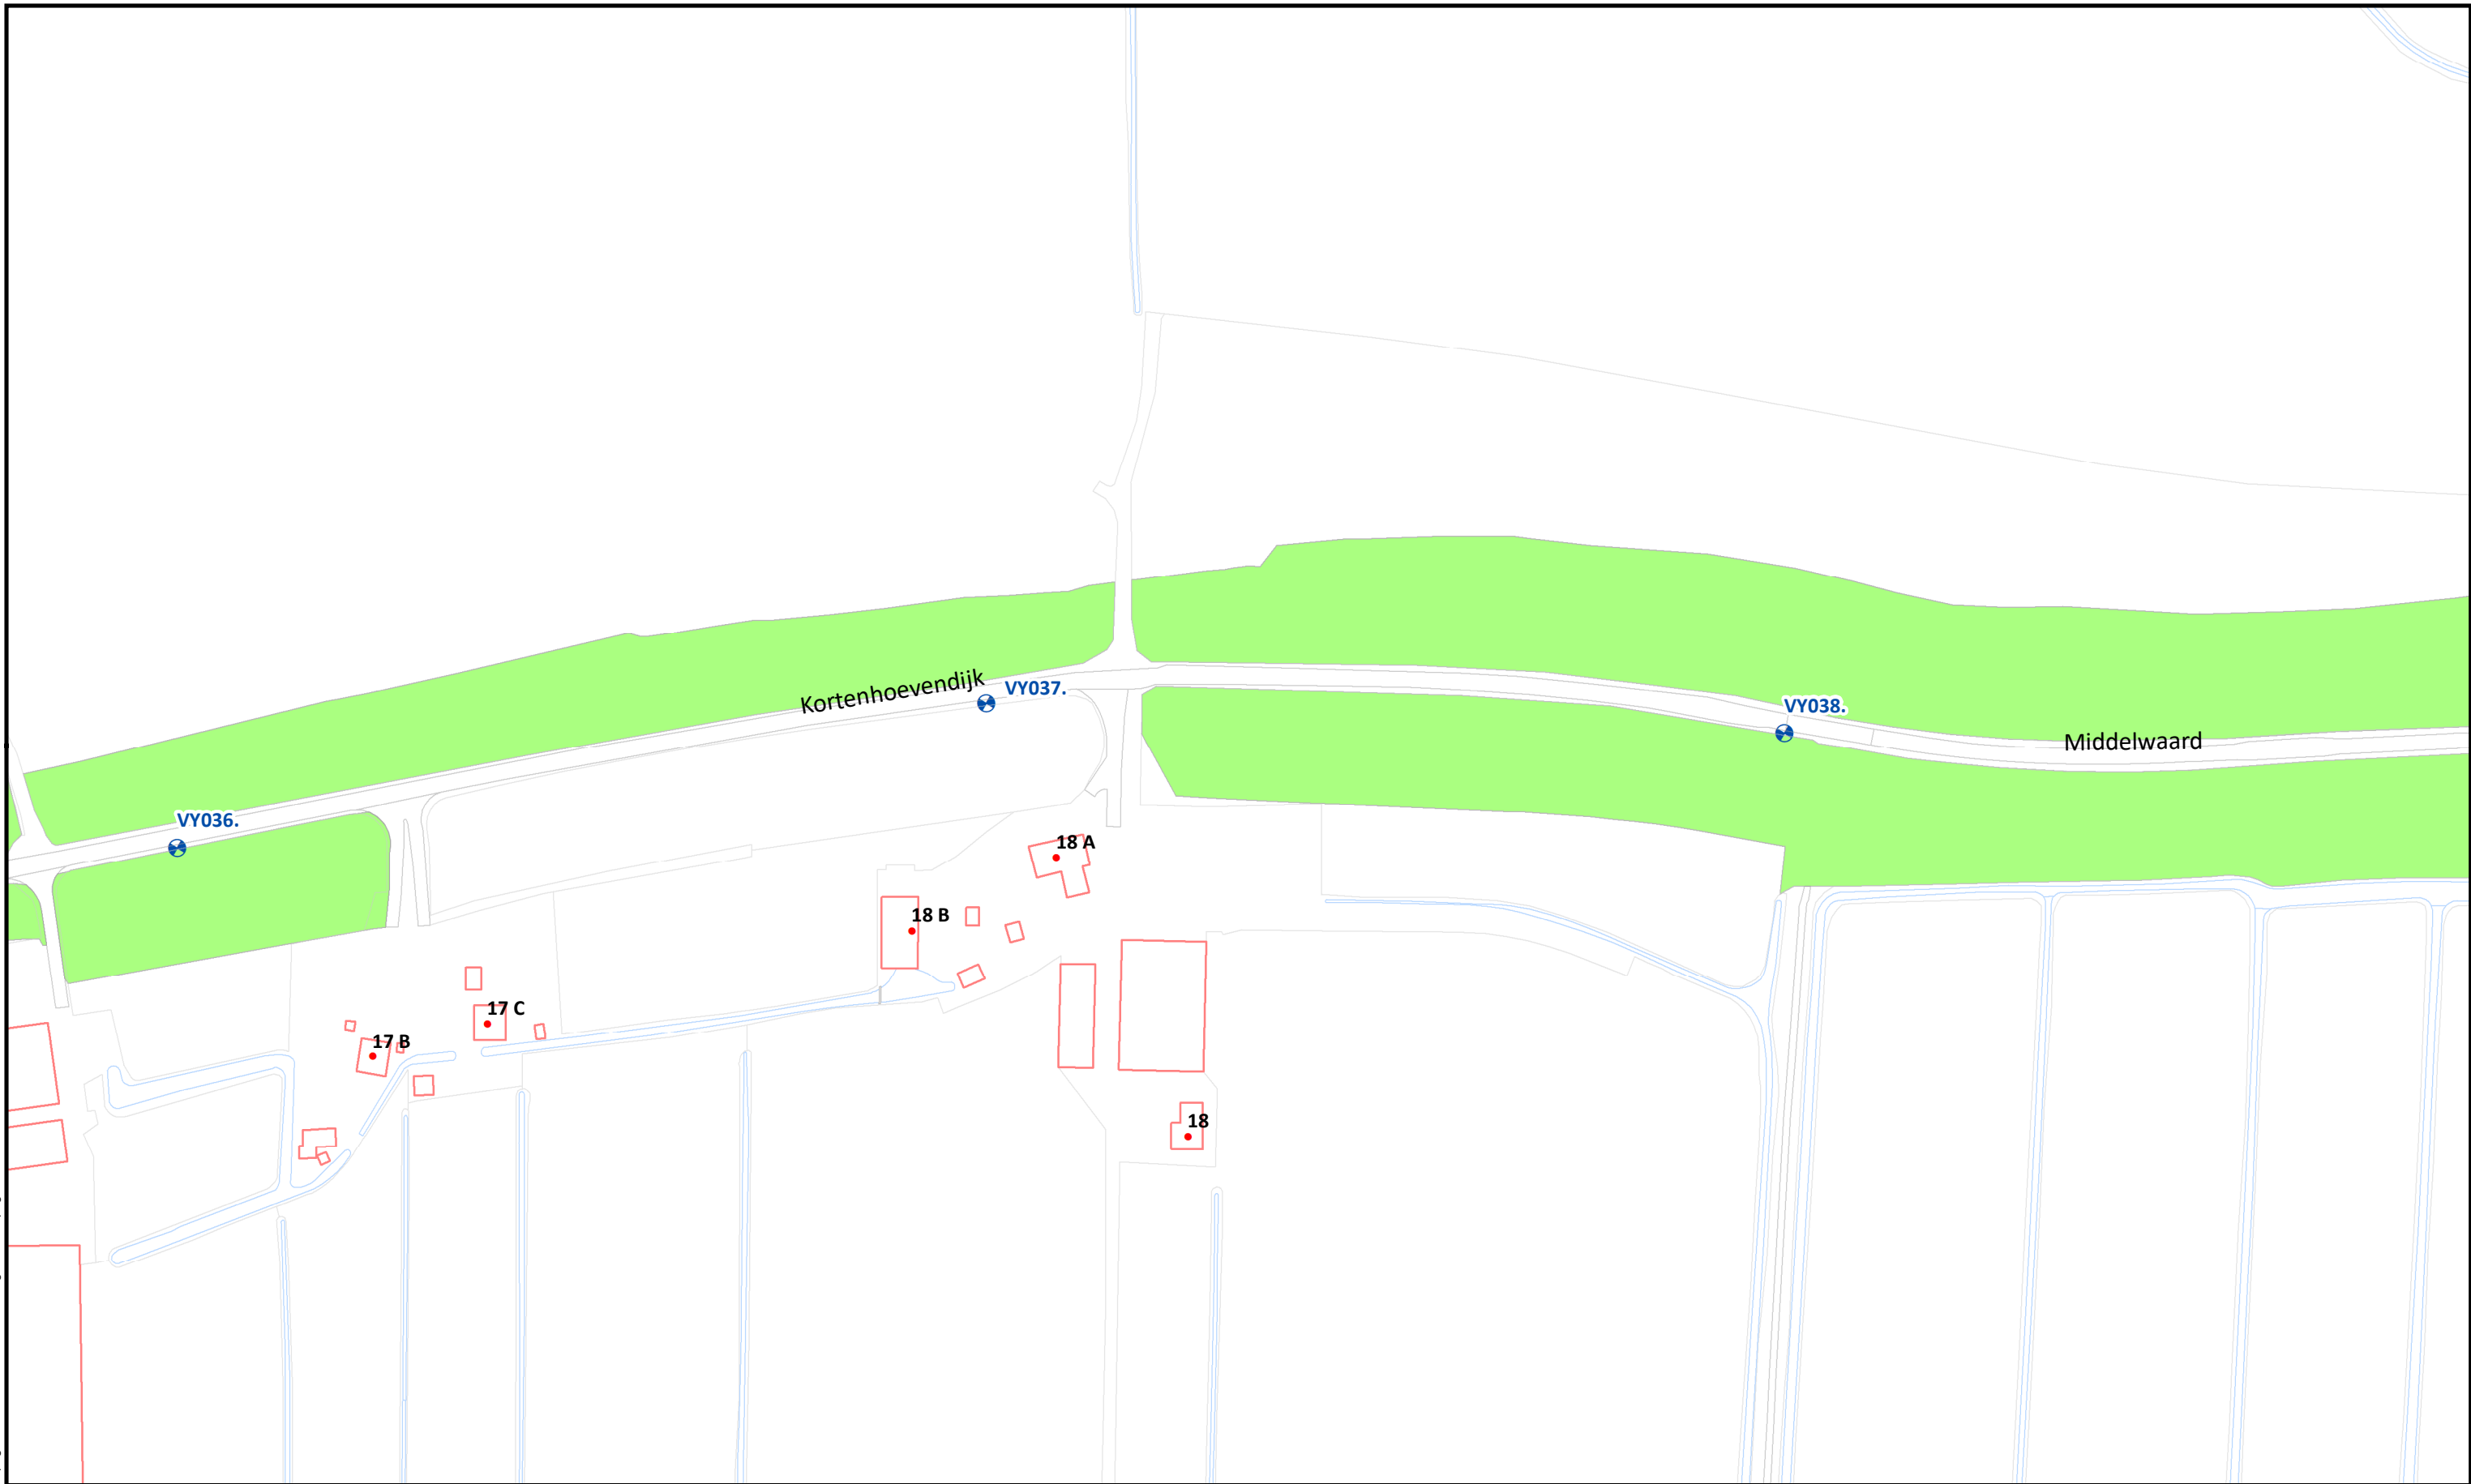 Kortenhoevendijk
VY037.
VY038.
Middelwaard
VY036.
18 A
18 B
17 C
17 B
18